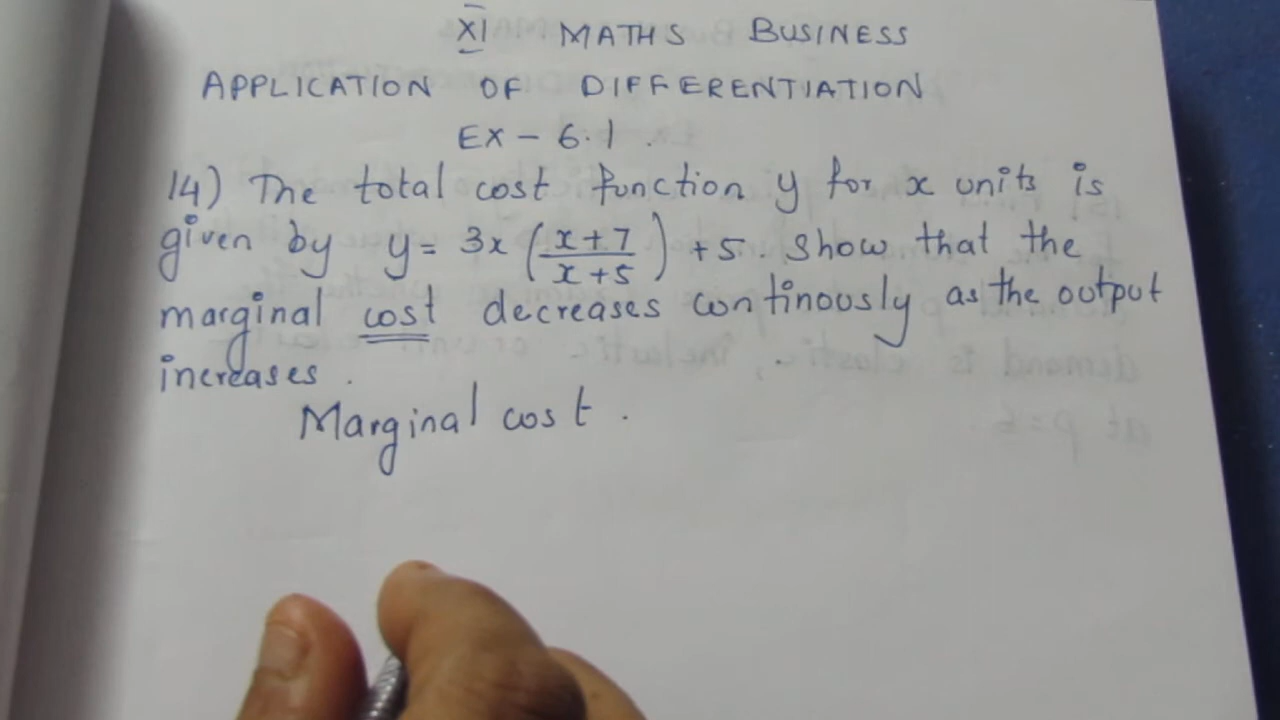 XI MATHS BUSINESS
APPLICATION OF DIFFERENTIATION
EX - 6.1.
14) The total cost function y for x units is
given by y = 3x (x+7/x+5) + 5. Show that the
marginal cost decreases continously as the output
increases.
Marginal cost.